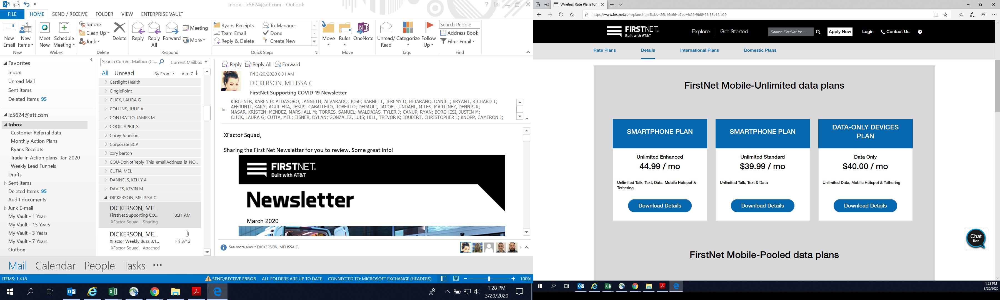 Inbox - lc5624@att.com - Outlook
FILE
HOME
SEND / RECEIVE
FOLDER
VIEW
ENTERPRISE VAULT
New Email
New Items
New
Meet Now
Schedule Meeting
Webex
Ignore
Clean Up
Junk
Delete
Delete
Reply
Reply All
Forward
Meeting
More
Respond
Ryans Receipts
Team Email
Reply & Delete
To Manager
Done
Create New
Quick Steps
Move
Rules
OneNote
Move
Unread/ Read
Categorize
Follow Up
Tags
Search People
Address Book
Filter Email
Find
Favorites
Inbox
Unread Mail
Sent Items
Deleted Items 95
lc5624@att.com
Inbox
Customer Referral data
Monthly Action Plans
Ryans Receipts
Trade-In Action plans- Jan 2020
Weekly Lead Funnels
Drafts
Sent Items
Deleted Items 95
Audit documents
Junk E-mail
My Vault - 1 Year
My Vault - 15 Years
My Vault - 3 Years
My Vault - 7 Years
Outbox
Search Current Mailbox (Ct...
Current Mailbox
All Unread
By From
A to Z
Castlight Health
CinglePoint
CLICK, LAURA G
COLLINS, JULIE A
CONTRATTO, JAMES M
COOK, APRIL S
Corey Johnson
Corporate BCP
cory barton
COU-DoNotReply_This_emailAddress_is_NO...
CUTIA, MEL
DANNELS, KELLY A
DAVIES, KEVIN M
DICKERSON, MELISSA C
DICKERSON, ME...
FirstNet Supporting CO... 8:31 AM
XFactor Squad, Sharing
DICKERSON, ME...
XFactor Weekly Buzz 3.1... Fri 3/13
XFactor Squad, Attached
Reply Reply All Forward
Fri 3/20/2020 8:31 AM
DICKERSON, MELISSA C
FirstNet Supporting COVID-19 Newsletter
To
KIRCHNER, KAREN B; ALDASORO, JANNETH; ALVARADO, JOSE; BARNETT, JEREMY D; BEJARANO, DANIEL; BRYANT, RICHARD T;
AFFRUNTI, KARY; AGUILERA, JESUS; CABALLERO, ROBERTO; DEPAOLI, JACOB; LUNDAHL, MILES; MARTINEZ, DENNIS R;
MASAR, KRISTEN; MENDEZ, MARSHALL M; TORRES, SAMUEL; WALDAIAS, TYLER J; CANUP, RYAN; BORGHESI, JUSTIN M;
CLICK, LAURA G; CUTIA, MEL; EISNER, DYLAN; GONZALEZ, LUIS; HILL, TREVOR K; JOUBERT, CHRISTOPHER L; KNOPP, CAMERON J;
XFactor Squad,
Sharing the First Net Newsletter for you to review. Some great info!
FIRSTNET
Built with AT&T
Newsletter
March 2020
See more about DICKERSON, MELISSA C.
Mail Calendar People Tasks
ITEMS: 1,418
SEND/RECEIVE ERROR
ALL FOLDERS ARE UP TO DATE.
CONNECTED TO: MICROSOFT EXCHANGE (HEADERS)
100%
1:28 PM
3/20/2020
Wireless Rate Plans for
https://www.firstnet.com/plans.html?tabs=26b46e66-b7ba-4c26-9bf8-63f88b12fb29
FIRSTNET
Built with AT&T
Explore
Get Started
Search FirstNet for ...
Apply Now
Login
Contact Us
Rate Plans
Details
International Plans
Domestic Plans
FirstNet Mobile-Unlimited data plans
SMARTPHONE PLAN
Unlimited Enhanced
44.99 / mo
Unlimited Talk, Text, Data, Mobile Hotspot &
Tethering
Download Details
SMARTPHONE PLAN
Unlimited Standard
$39.99 / mo
Unlimited Talk, Text & Data
Download Details
DATA-ONLY DEVICES
PLAN
Data Only
$40.00 / mo
Unlimited Data, Mobile Hotspot & Tethering
Download Details
Chat
live
FirstNet Mobile-Pooled data plans
1:28 PM
3/20/2020